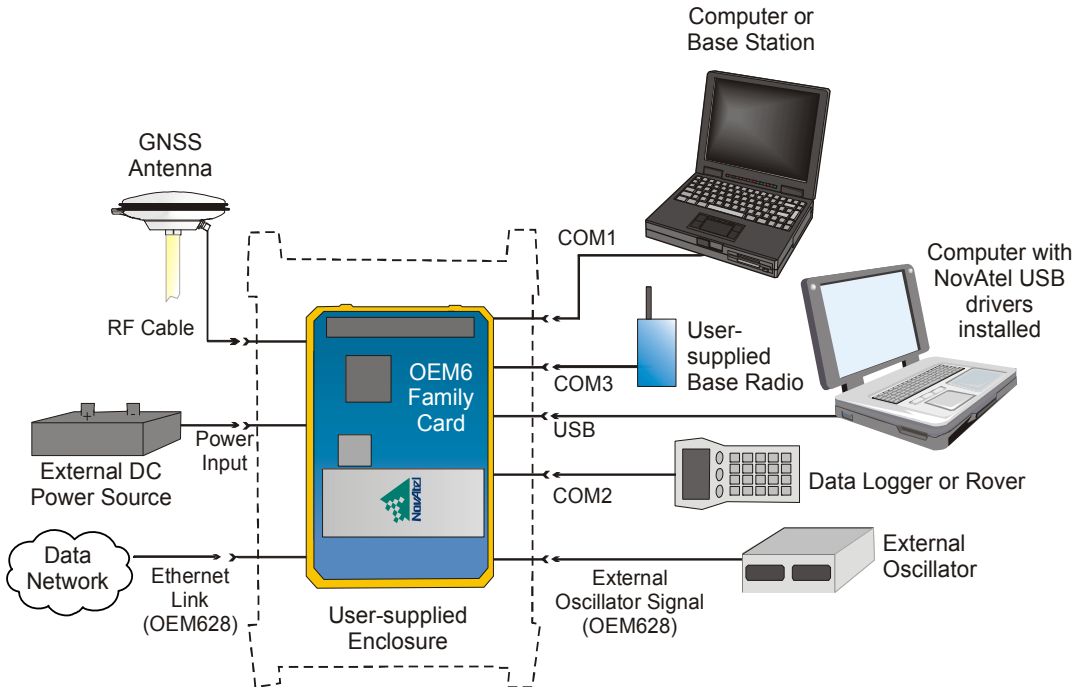 Computer or
Base Station
GNSS
Antenna
COM1
Computer with
NovAtel USB
drivers
installed
RF Cable
User-
supplied
Base Radio
OEM6
Family
Card
COM3
USB
Power
Input
External DC
Power Source
COM2
Data Logger or Rover
NovAtel
Data
Network
Ethernet
Link
(OEM628)
User-supplied
Enclosure
External
Oscillator Signal
(OEM628)
External
Oscillator
+
-